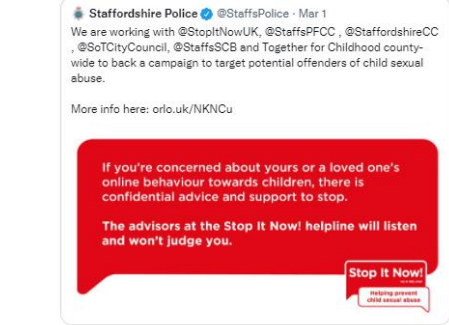 Staffordshire Police @StaffsPolice · Mar 1
We are working with @StopItNowUK, @StaffsPFCC , @StaffordshireCC
, @SoTCityCouncil, @StaffsSCB and Together for Childhood county-
wide to back a campaign to target potential offenders of child sexual
abuse.
More info here: orlo.uk/NKNCu
If you're concerned about yours or a loved one's
online behaviour towards children, there is
confidential advice and support to stop.
The advisors at the Stop It Now! helpline will listen
and won't judge you.
Stop It Now!
Helping prevent
child sexual abuse